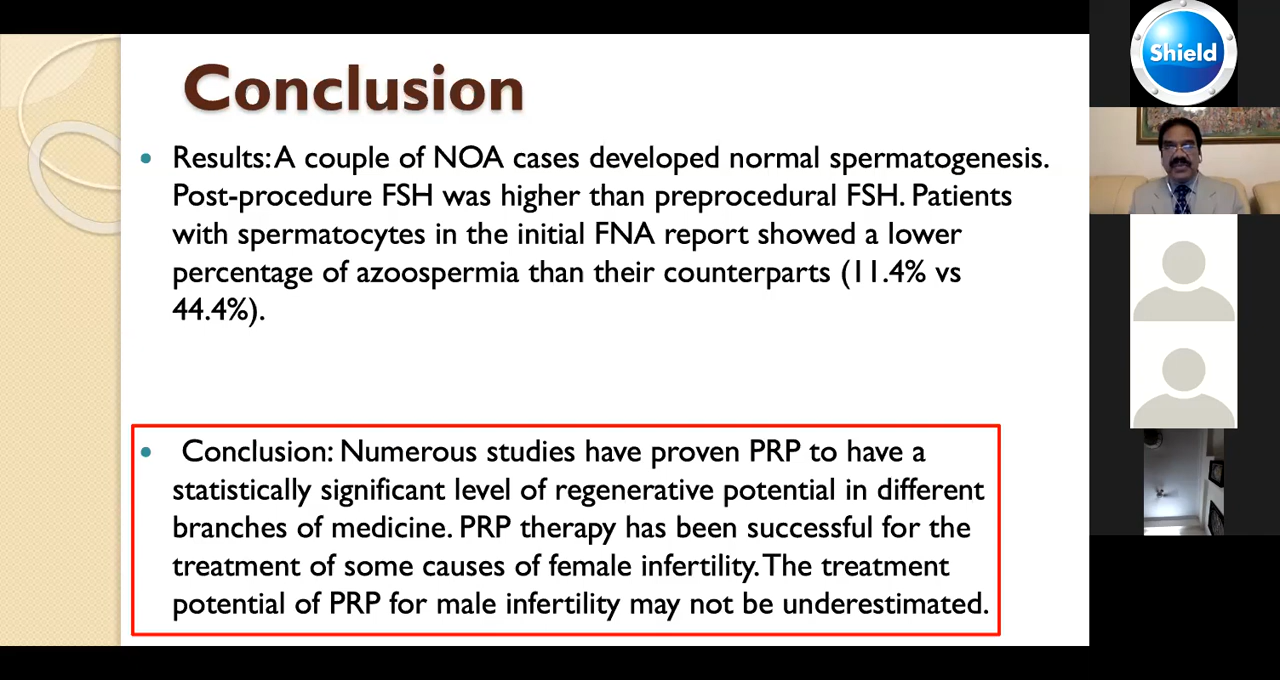 Conclusion
• Results: A couple of NOA cases developed normal spermatogenesis.
Post-procedure FSH was higher than preprocedural FSH. Patients
with spermatocytes in the initial FNA report showed a lower
percentage of azoospermia than their counterparts (11.4% vs
44.4%).
• Conclusion: Numerous studies have proven PRP to have a
statistically significant level of regenerative potential in different
branches of medicine. PRP therapy has been successful for the
treatment of some causes of female infertility. The treatment
potential of PRP for male infertility may not be underestimated.
Shield